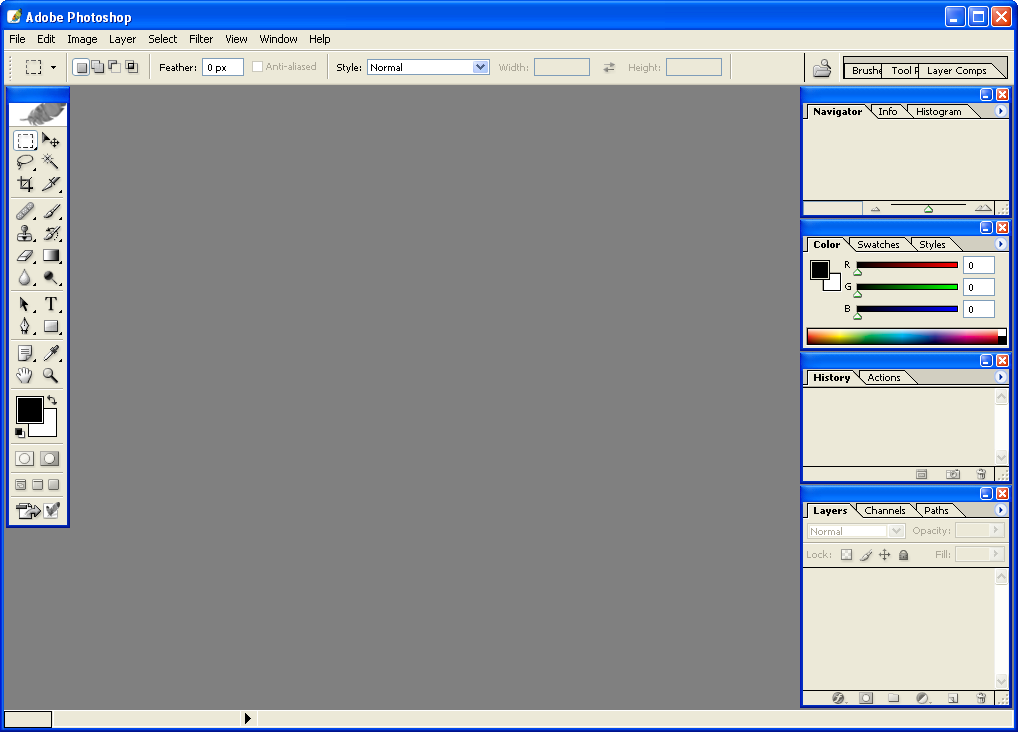 Adobe Photoshop
File Edit Image Layer Select Filter View Window Help
Feather: 0 px Anti-aliased Style: Normal Width: Height: Brushe Tool P Layer Comps
Navigator Info Histogram
Color Swatches Styles
R 0
G 0
B 0
History Actions
T
Layers Channels Paths
Normal Opacity:
Lock: Fill: